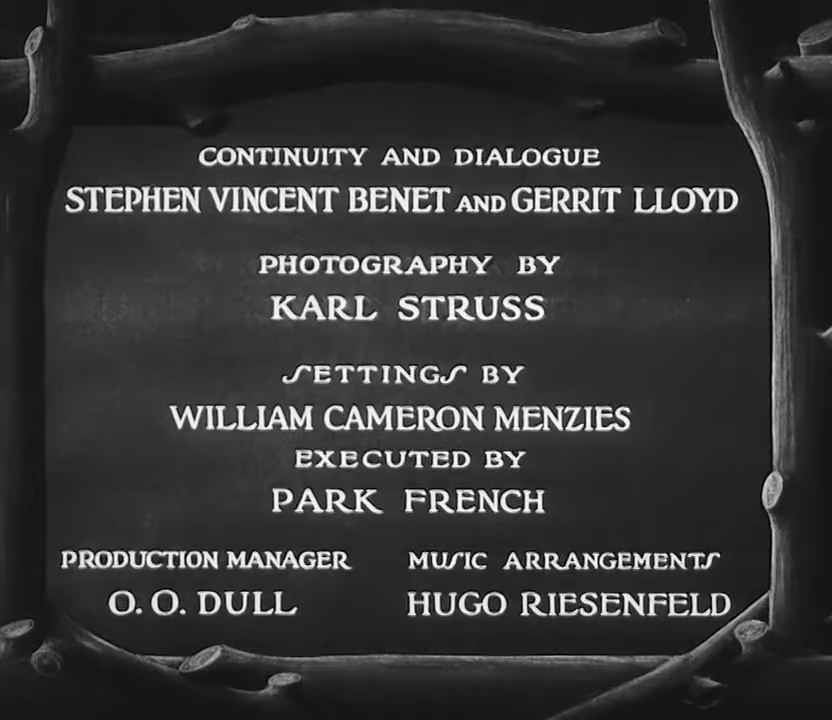 CONTINUITY AND DIALOGUE
STEPHEN VINCENT BENET AND GERRIT LLOYD
PHOTOGRAPHY BY
KARL STRUSS
SETTINGS BY
WILLIAM CAMERON MENZIES
EXECUTED BY
PARK FRENCH
PRODUCTION MANAGER
O. O. DULL
MUSIC ARRANGEMENTS
HUGO RIESENFELD